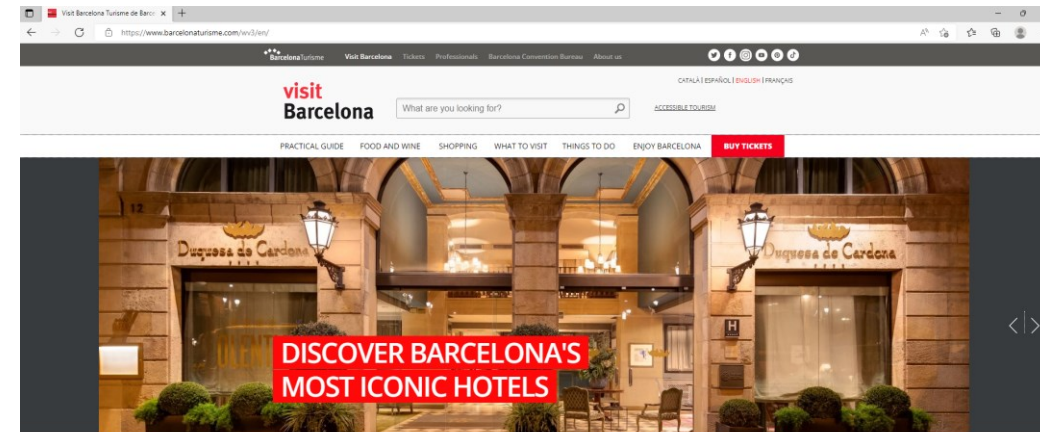 Visit Barcelona Turisme de Barce
https://www.barcelonaturisme.com/wv3/en/
BarcelonaTurisme Visit Barcelona Tickets Professionals Barcelona Convention Bureau About us
CATALÀ | ESPAÑOL | ENGLISH | FRANÇAIS
visit
Barcelona
What are you looking for?
ACCESSIBLE TOURISM
PRACTICAL GUIDE FOOD AND WINE SHOPPING WHAT TO VISIT THINGS TO DO ENJOY BARCELONA BUY TICKETS
12
Duquesa de Cardona Duquesa de Cardona
H
DISCOVER BARCELONA'S
MOST ICONIC HOTELS